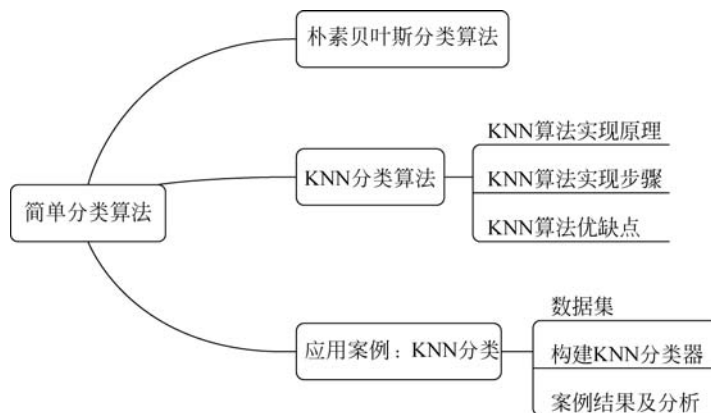 朴素贝叶斯分类算法
简单分类算法
KNN分类算法
KNN算法实现原理
KNN算法实现步骤
KNN算法优缺点
应用案例：KNN分类
数据集
构建KNN分类器
案例结果及分析